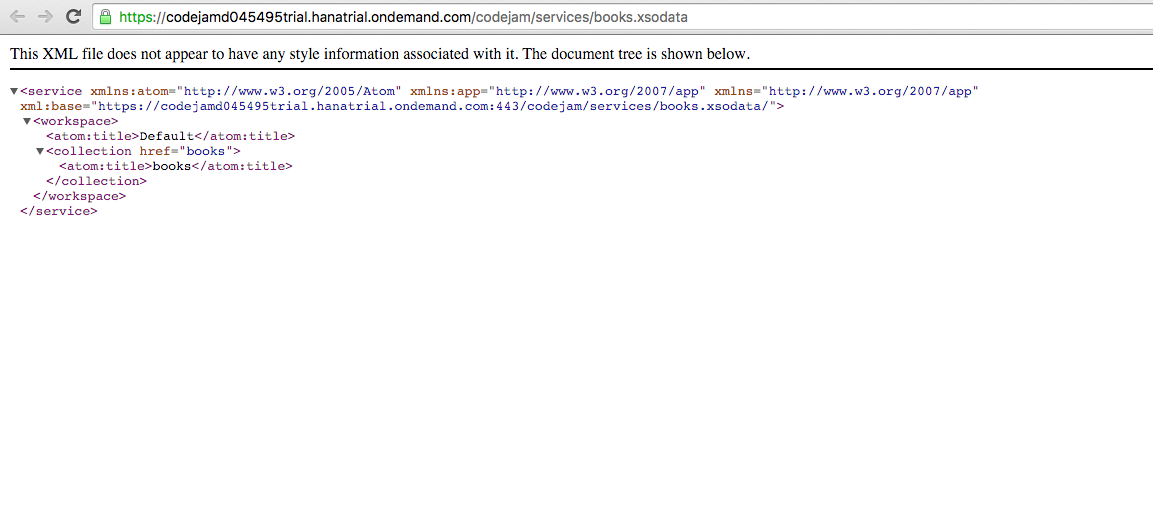 https://codejamd045495trial.hanatrial.ondemand.com/codejam/services/books.xsodata
This XML file does not appear to have any style information associated with it. The document tree is shown below.
▼<service xmlns:atom="http://www.w3.org/2005/Atom" xmlns:app="http://www.w3.org/2007/app" xmlns="http://www.w3.org/2007/app"
xml:base="https://codejamd045495trial.hanatrial.ondemand.com:443/codejam/services/books.xsodata/">
▼<workspace>
<atom:title>Default</atom:title>
▼<collection href="books">
<atom:title>books</atom:title>
</collection>
</workspace>
</service>